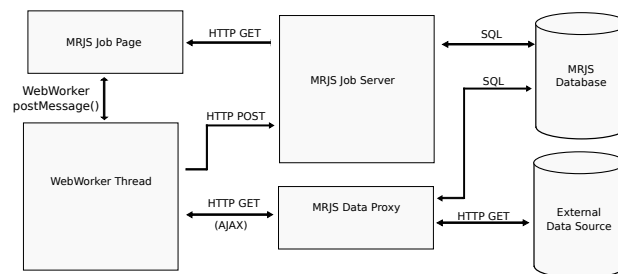 MRJS Job Page
HTTP GET
MRJS Job Server
SQL
MRJS
Database
WebWorker
postMessage()
SQL
HTTP POST
WebWorker Thread
HTTP GET
(AJAX)
MRJS Data Proxy
HTTP GET
External
Data Source